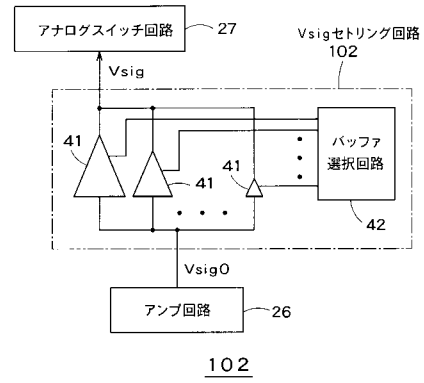 アナログスイッチ回路
27
Vsig
Vsigセトリング回路
102
41
41
41
バッファ
選択回路
42
Vsig0
アンプ回路
26
102